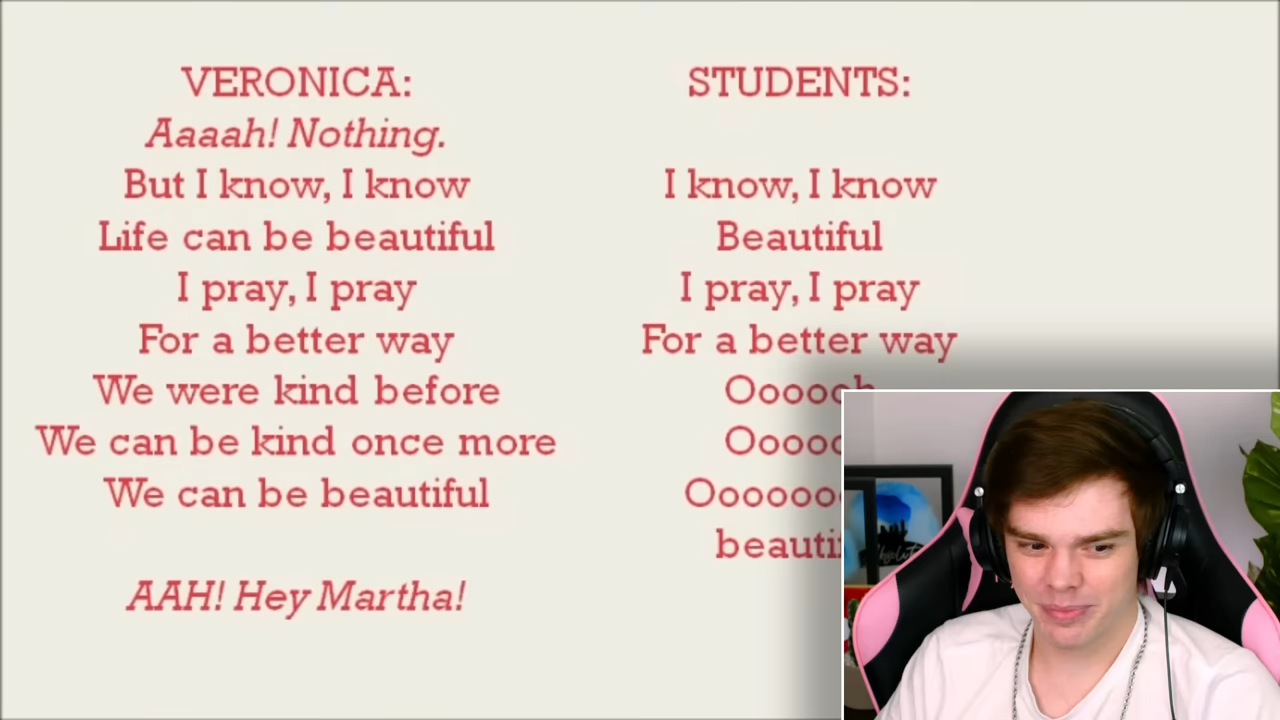 VERONICA:
Aaaah! Nothing.
But I know, I know
Life can be beautiful
I pray, I pray
For a better way
We were kind before
We can be kind once more
We can be beautiful
AAH! Hey Martha!
STUDENTS:
I know, I know
Beautiful
I pray, I pray
For a better way